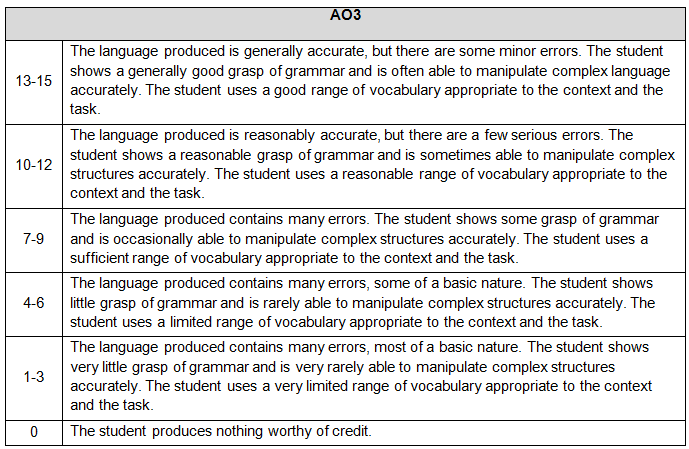 AO3
The language produced is generally accurate, but there are some minor errors. The student
shows a generally good grasp of grammar and is often able to manipulate complex language
13-15
accurately. The student uses a good range of vocabulary appropriate to the context and the
task.
The language produced is reasonably accurate, but there are a few serious errors. The
student shows a reasonable grasp of grammar and is sometimes able to manipulate complex
10-12
structures accurately. The student uses a reasonable range of vocabulary appropriate to the
context and the task.
The language produced contains many errors. The student shows some grasp of grammar
7-9
and is occasionally able to manipulate complex structures accurately. The student uses a
sufficient range of vocabulary appropriate to the context and the task.
The language produced contains many errors, some of a basic nature. The student shows
4-6
little grasp of grammar and is rarely able to manipulate complex structures accurately. The
student uses a limited range of vocabulary appropriate to the context and the task.
The language produced contains many errors, most of a basic nature. The student shows
very little grasp of grammar and is very rarely able to manipulate complex structures
1-3
accurately. The student uses a very limited range of vocabulary appropriate to the context
and the task.
0
The student produces nothing worthy of credit.